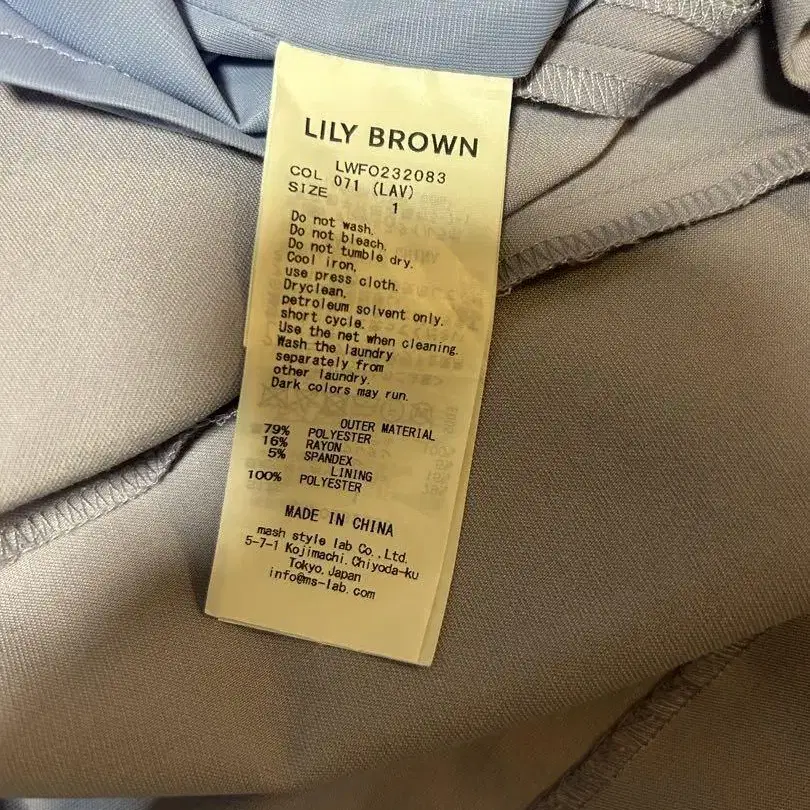 LILY BROWN
LWFO232083
COL 071 (LAV)
SIZE 1
Do not wash.
Do not bleach.
Do not tumble dry.
Cool iron,
use press cloth.
Dryclean,
petroleum solvent only.
short cycle.
Use the net when cleaning.
Wash the laundry
separately from
other laundry.
Dark colors may run.
OUTER MATERIAL
79% POLYESTER
16% RAYON
5% SPANDEX
LINING
100% POLYESTER
MADE IN CHINA
mash style lab Co.,Ltd.
5-7-1 Kojimachi, Chiyoda-ku
Tokyo, Japan
info@ms-lab.com